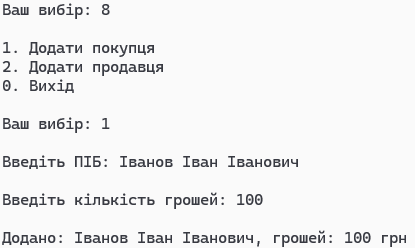 Ваш вибір: 8
1. Додати покупця
2. Додати продавця
0. Вихід
Ваш вибір: 1
Введіть ПІБ: Іванов Іван Іванович
Введіть кількість грошей: 100
Додано: Іванов Іван Іванович, грошей: 100 грн